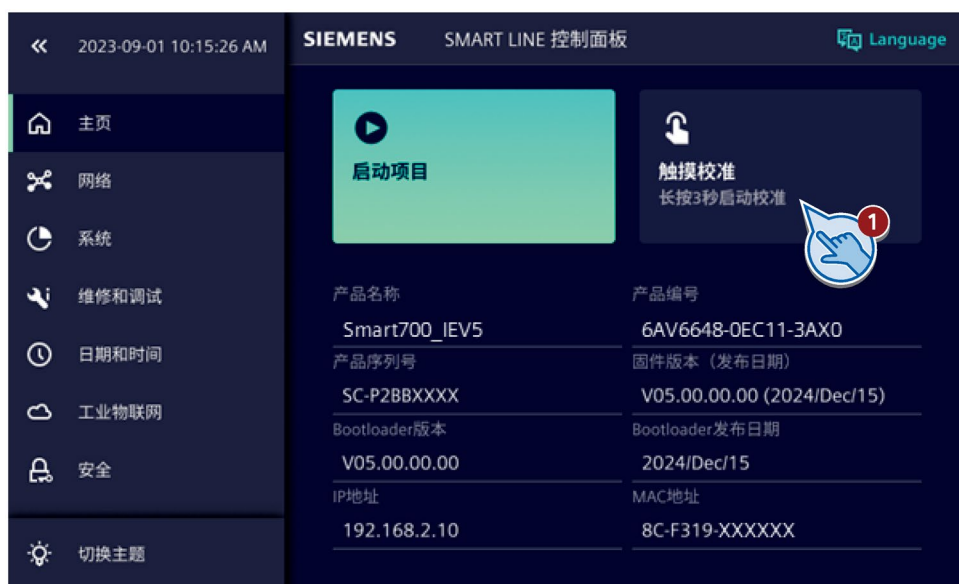 2023-09-01 10:15:26 AM
SIEMENS SMART LINE 控制面板 Language
主页
网络
系统
维修和调试
日期和时间
工业物联网
安全
切换主题
启动项目
触摸校准
长按3秒启动校准
1
产品名称
Smart700_IEV5
产品编号
6AV6648-0EC11-3AX0
产品序列号
SC-P2BBXXXX
固件版本（发布日期）
V05.00.00.00 (2024/Dec/15)
Bootloader版本
V05.00.00.00
Bootloader发布日期
2024/Dec/15
IP地址
192.168.2.10
MAC地址
8C-F319-XXXXXX